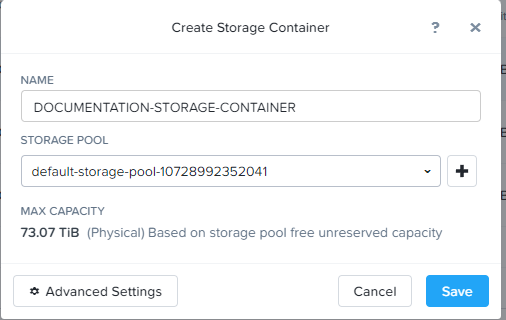 Create Storage Container
?
×
NAME
DOCUMENTATION-STORAGE-CONTAINER
STORAGE POOL
default-storage-pool-10728992352041
+
MAX CAPACITY
73.07 TiB (Physical) Based on storage pool free unreserved capacity
Advanced Settings
Cancel
Save